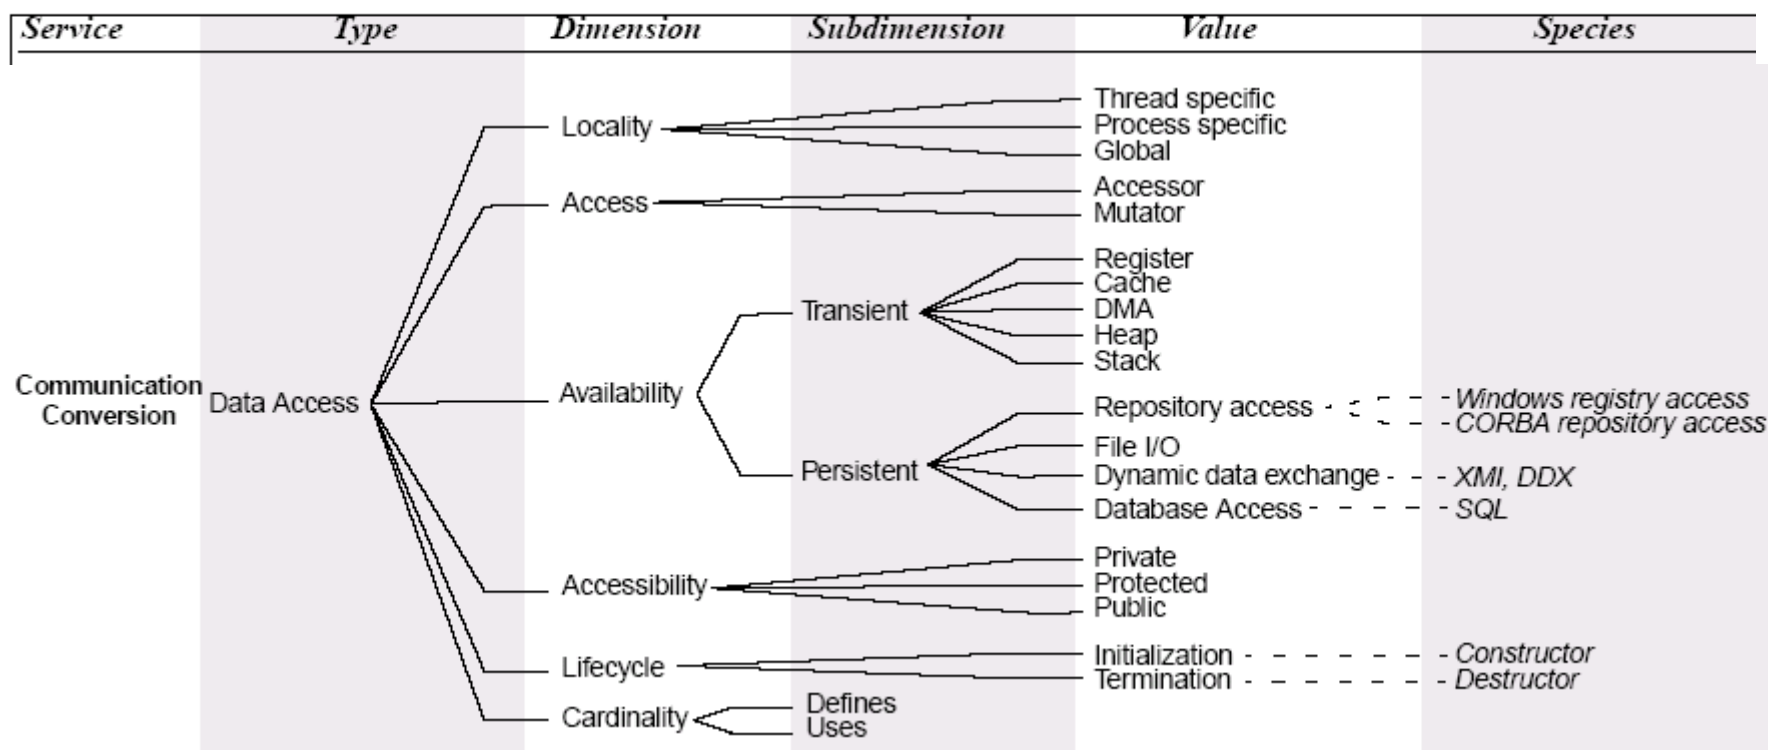 Service Type Dimension Subdimension Value Species
Thread specific
Locality Process specific
Global
Accessor
Access
Mutator
Register
Cache
Transient DMA
Heap
Stack
Communication
Conversion
Data Access
Availability
Repository access Windows registry access
CORBA repository access
File I/O
Persistent Dynamic data exchange XMI, DDX
Database Access SQL
Private
Accessibility Protected
Public
Initialization Constructor
Lifecycle
Termination Destructor
Defines
Cardinality
Uses